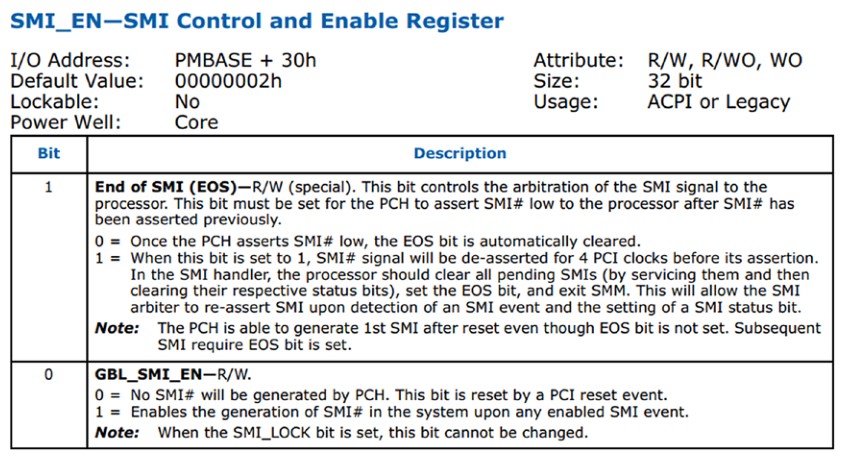 SMI_EN—SMI Control and Enable Register
I/O Address: PMBASE + 30h Attribute: R/W, R/WO, WO
Default Value: 00000002h Size: 32 bit
Lockable: No Usage: ACPI or Legacy
Power Well: Core
Bit Description
1 End of SMI (EOS)—R/W (special). This bit controls the arbitration of the SMI signal to the
processor. This bit must be set for the PCH to assert SMI# low to the processor after SMI# has
been asserted previously.
0 = Once the PCH asserts SMI# low, the EOS bit is automatically cleared.
1 = When this bit is set to 1, SMI# signal will be de-asserted for 4 PCI clocks before its assertion.
In the SMI handler, the processor should clear all pending SMIs (by servicing them and then
clearing their respective status bits), set the EOS bit, and exit SMM. This will allow the SMI
arbiter to re-assert SMI upon detection of an SMI event and the setting of a SMI status bit.
Note: The PCH is able to generate 1st SMI after reset even though EOS bit is not set. Subsequent
SMI require EOS bit is set.
0 GBL_SMI_EN—R/W.
0 = No SMI# will be generated by PCH. This bit is reset by a PCI reset event.
1 = Enables the generation of SMI# in the system upon any enabled SMI event.
Note: When the SMI_LOCK bit is set, this bit cannot be changed.